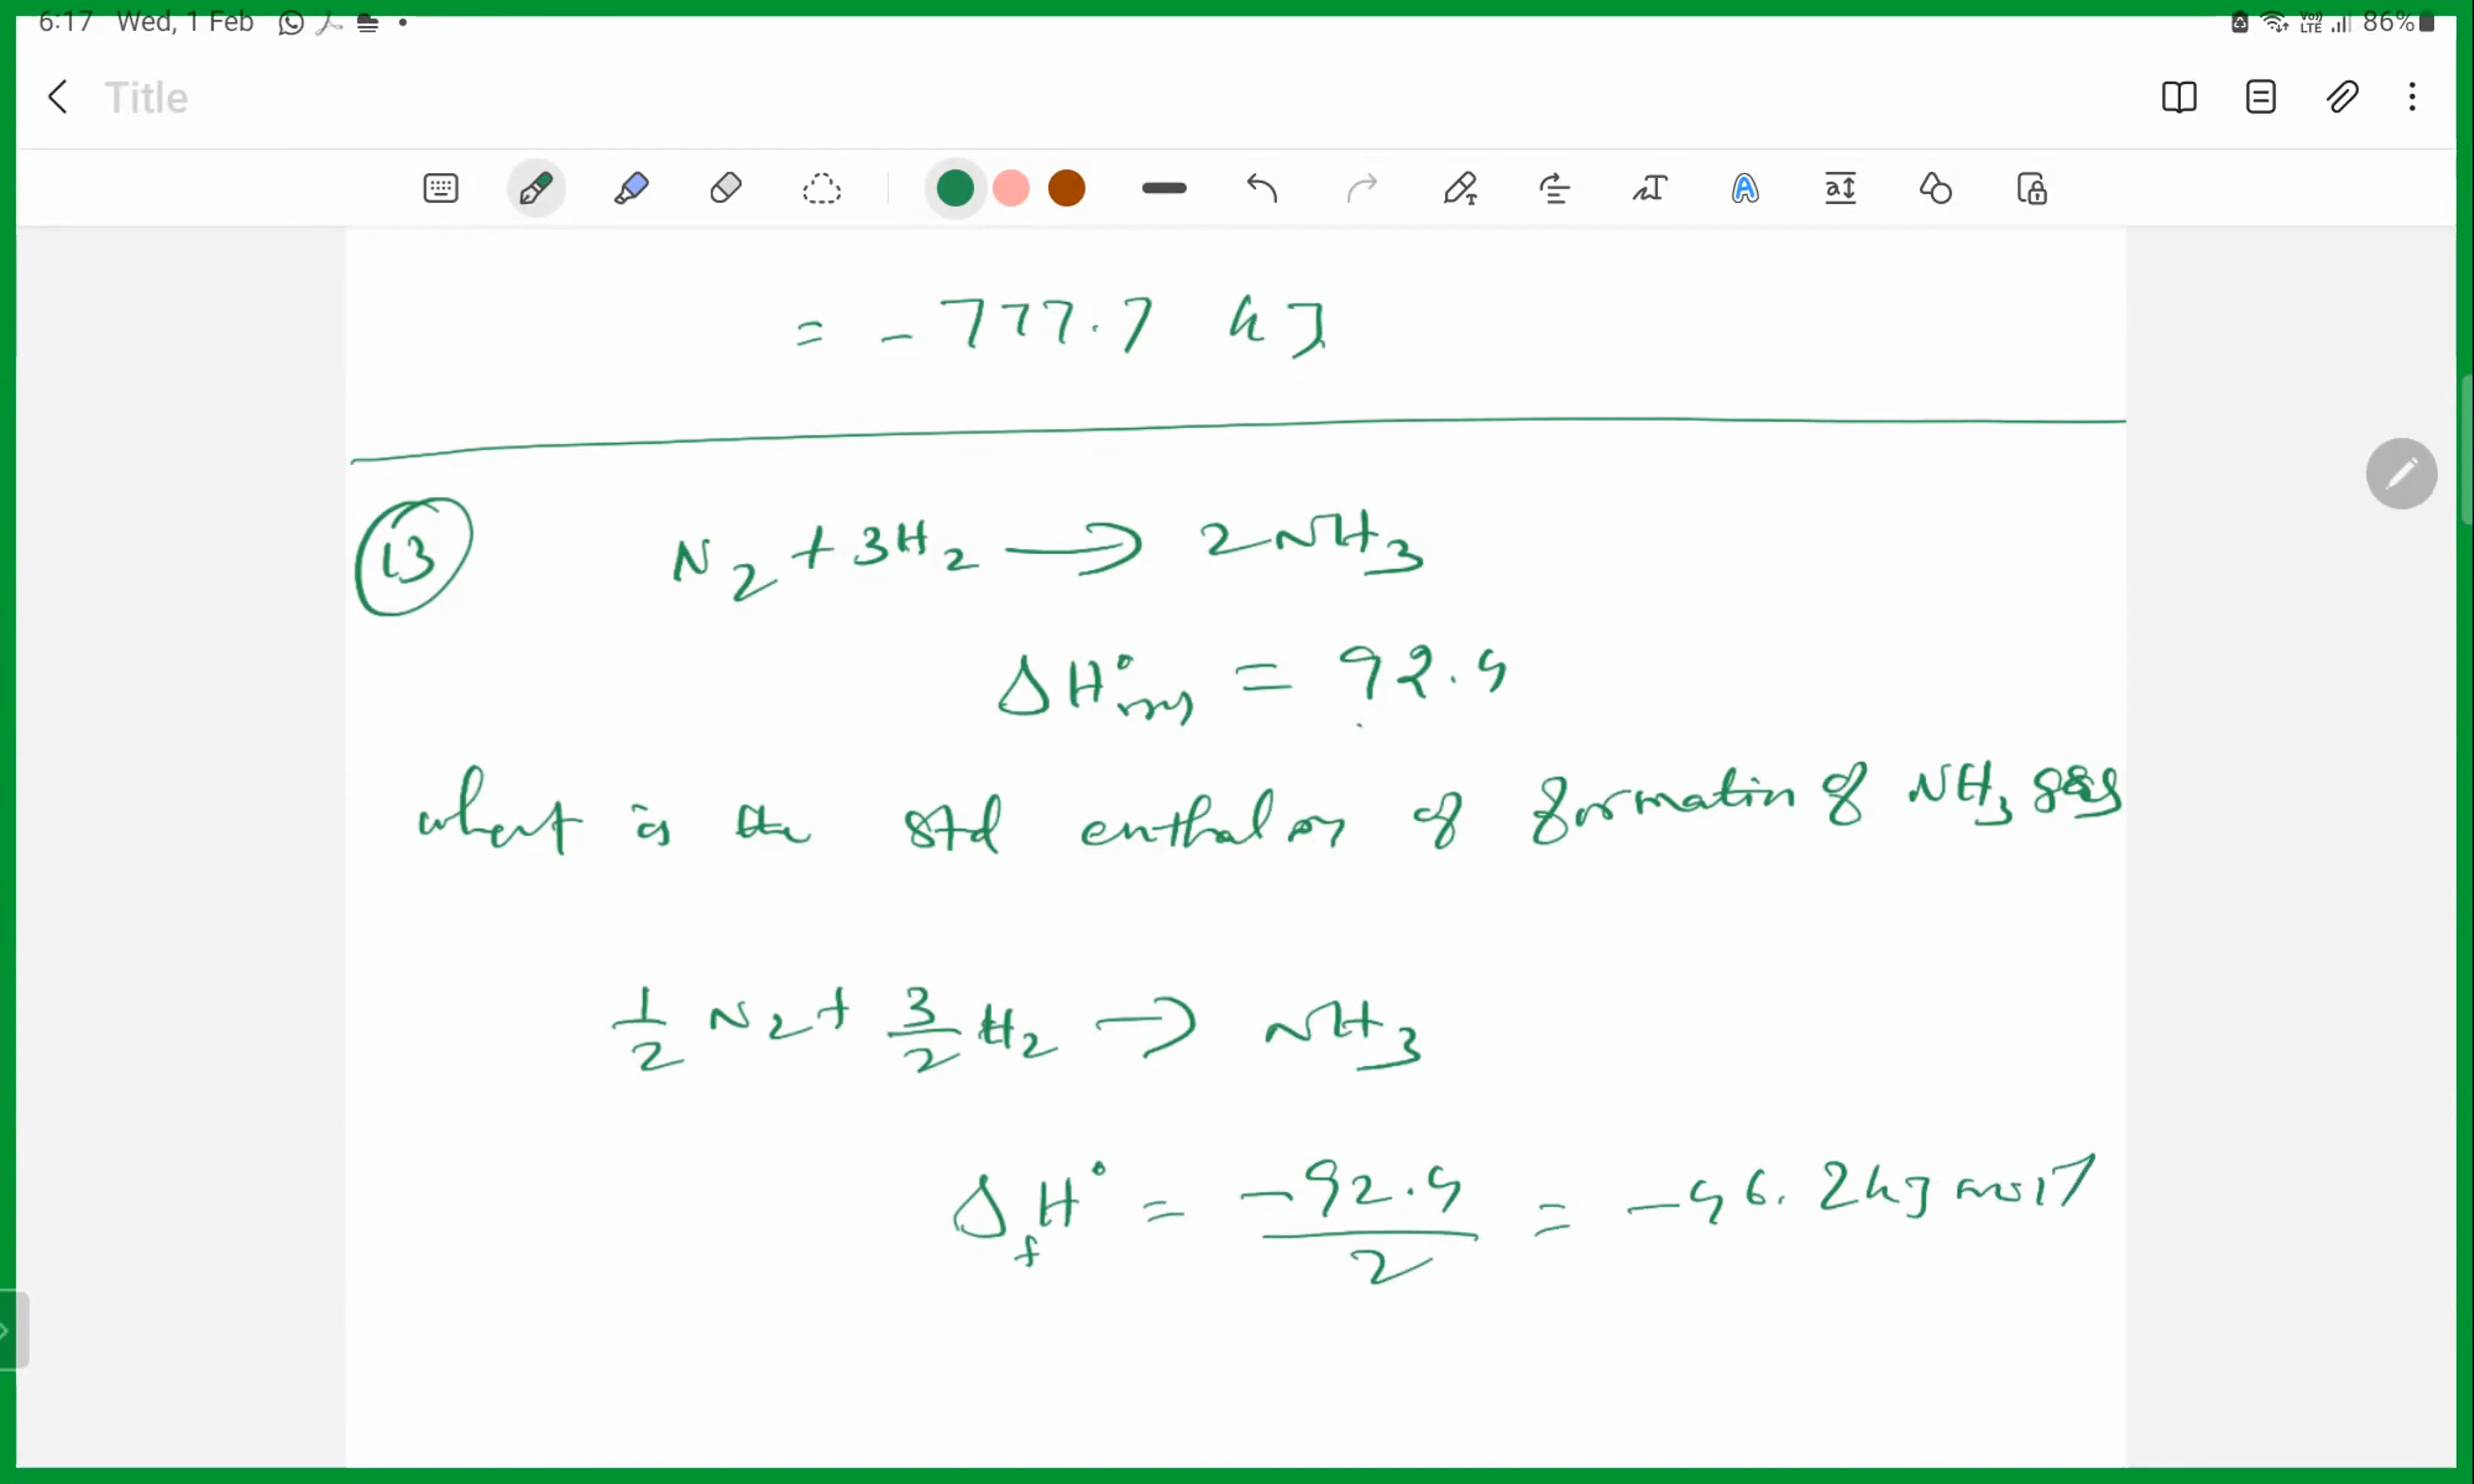 6:17 Wed, 1 Feb
Vo)) LTE 86%
Title
= - 777.7 kJ
13 N₂ + 3H₂ → 2NH₃
ΔH°rxn = 92.4
what is the std enthalpy of formation of NH₃ gas
1/2 N₂ + 3/2 H₂ → NH₃
ΔfH° = -92.4/2 = -46.2 kJ mol⁻¹